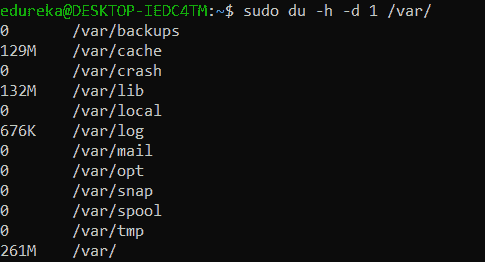 edureka@DESKTOP-IEDC4TM:~$ sudo du -h -d 1 /var/
0       /var/backups
129M    /var/cache
0       /var/crash
132M    /var/lib
0       /var/local
676K    /var/log
0       /var/mail
0       /var/opt
0       /var/snap
0       /var/spool
0       /var/tmp
261M    /var/